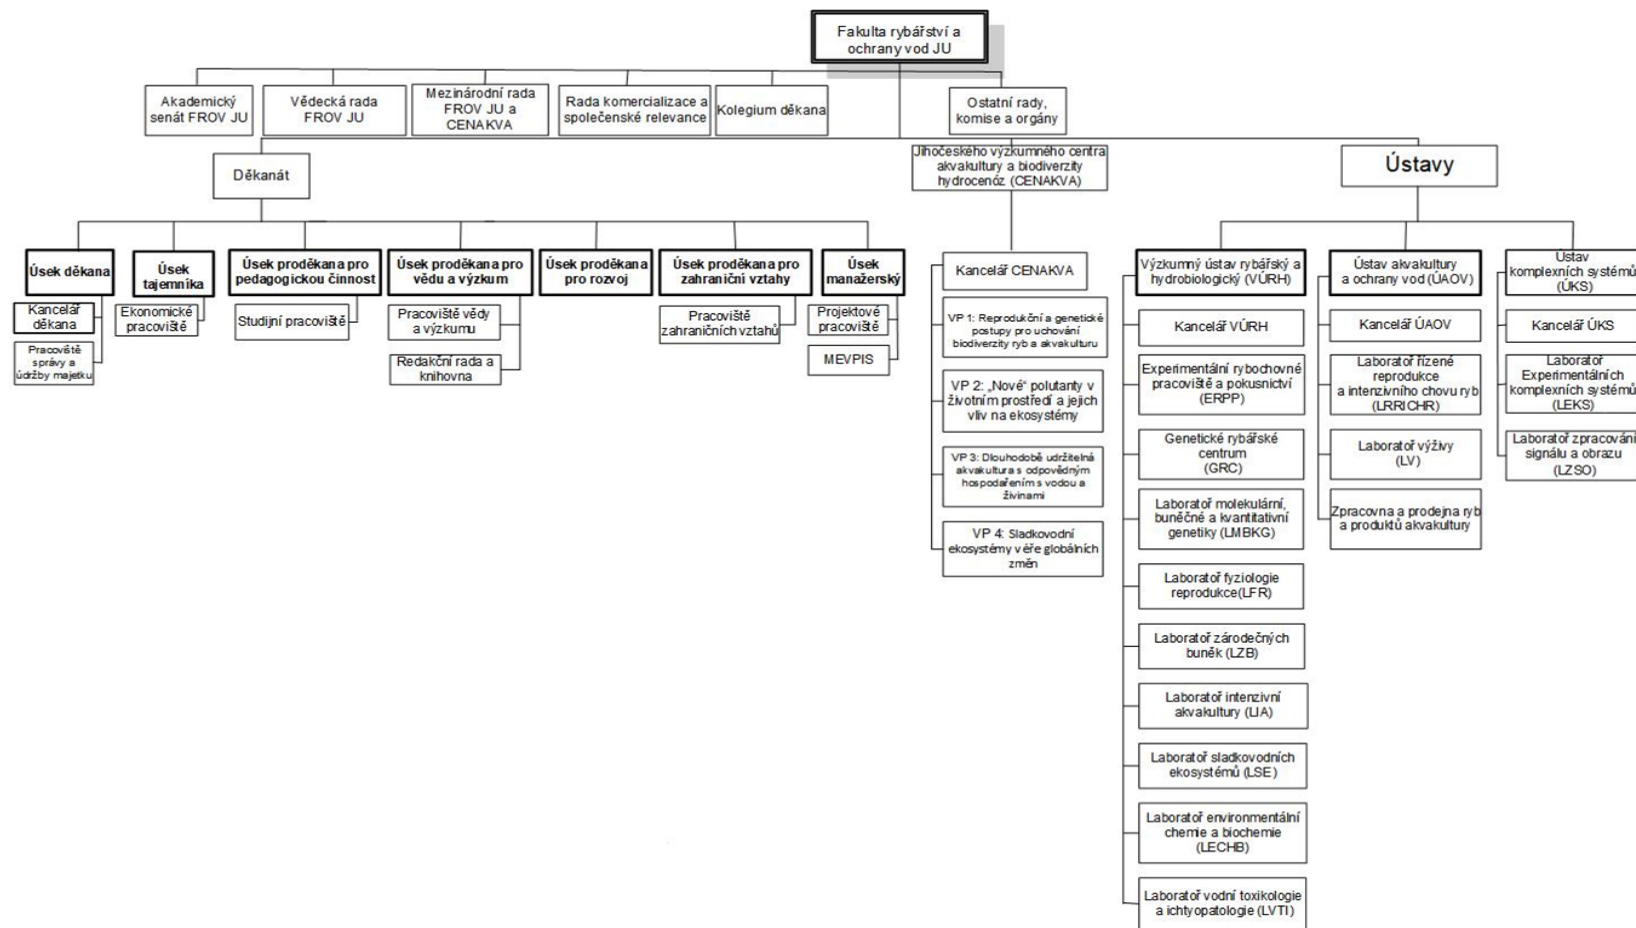 Fakulta rybářství a
ochrany vod JU
Akademický
senát FROV JU
Vědecká rada
FROV JU
Mezinárodní rada
FROV JU a
CENAKVA
Rada komercializace a
společenské relevance
Kolegium děkana
Ostatní rady,
komise a orgány
Děkanát
Jihočeského výzkumného centra
akvakultury a biodiverzity
hydrocenóz (CENAKVA)
Ústavy
Úsek děkana
Kancelář
děkana
Pracoviště
správy a
údržby majetku
Úsek
tajemníka
Ekonomické
pracoviště
Úsek proděkana pro
pedagogickou činnost
Studijní pracoviště
Úsek proděkana pro
vědu a výzkum
Pracoviště vědy
a výzkumu
Redakční rada a
knihovna
Úsek proděkana
pro rozvoj
Úsek proděkana pro
zahraniční vztahy
Pracoviště
zahraničních vztahů
Úsek
manažerský
Projektové
pracoviště
MEVPIS
Kancelář CENAKVA
VP 1: Reprodukční a genetické
postupy pro uchování
biodiverzity ryb a akvakulturu
VP 2: „Nové“ polutanty v
životním prostředí a jejich
vliv na ekosystémy
VP 3: Dlouhodobě udržitelná
akvakultura s odpovědným
hospodařením s vodou a
živinami
VP 4: Sladkovodní
ekosystémy v éře globálních
změn
Výzkumný ústav rybářský a
hydrobiologický (VÚRH)
Kancelář VÚRH
Experimentální rybochovné
pracoviště a pokusnictví
(ERPP)
Genetické rybářské
centrum
(GRC)
Laboratoř molekulární,
buněčné a kvantitativní
genetiky (LMBKG)
Laboratoř fyziologie
reprodukce(LFR)
Laboratoř zárodečných
buněk (LZB)
Laboratoř intenzivní
akvakultury (LIA)
Laboratoř sladkovodních
ekosystémů (LSE)
Laboratoř environmentální
chemie a biochemie
(LECHB)
Laboratoř vodní toxikologie
a ichtyopatologie (LVTI)
Ústav akvakultury
a ochrany vod (ÚAOV)
Kancelář ÚAOV
Laboratoř řízené
reprodukce
a intenzivního chovu ryb
(LRRICHR)
Laboratoř výživy
(LV)
Zpracovna a prodejna ryb
a produktů akvakultury
Ústav
komplexních systémů
(ÚKS)
Kancelář ÚKS
Laboratoř
Experimentálních
komplexních systémů
(LEKS)
Laboratoř zpracování
signálu a obrazu
(LZSO)